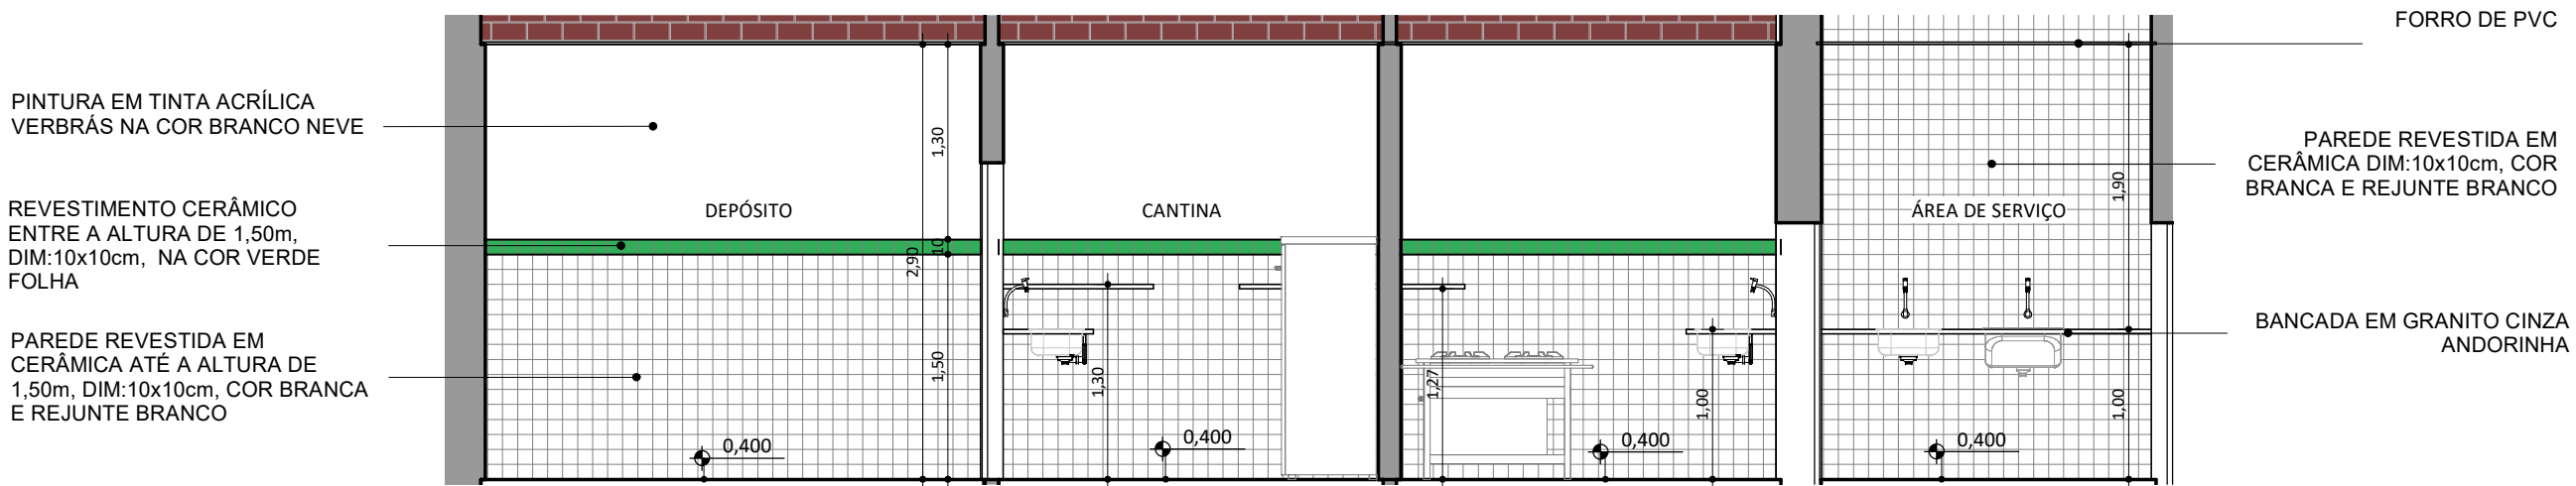 FORRO DE PVC
PINTURA EM TINTA ACRÍLICA
VERBRÁS NA COR BRANCO NEVE
REVESTIMENTO CERÂMICO
ENTRE A ALTURA DE 1,50m,
DIM:10x10cm, NA COR VERDE
FOLHA
PAREDE REVESTIDA EM
CERÂMICA ATÉ A ALTURA DE
1,50m, DIM:10x10cm, COR BRANCA
E REJUNTE BRANCO
DEPÓSITO
2,90
1,30
10
1,50
0,400
CANTINA
1,30
0,400
1,27
0,400
1,00
ÁREA DE SERVIÇO
1,90
1,00
0,400
PAREDE REVESTIDA EM
CERÂMICA DIM:10x10cm, COR
BRANCA E REJUNTE BRANCO
BANCADA EM GRANITO CINZA
ANDORINHA